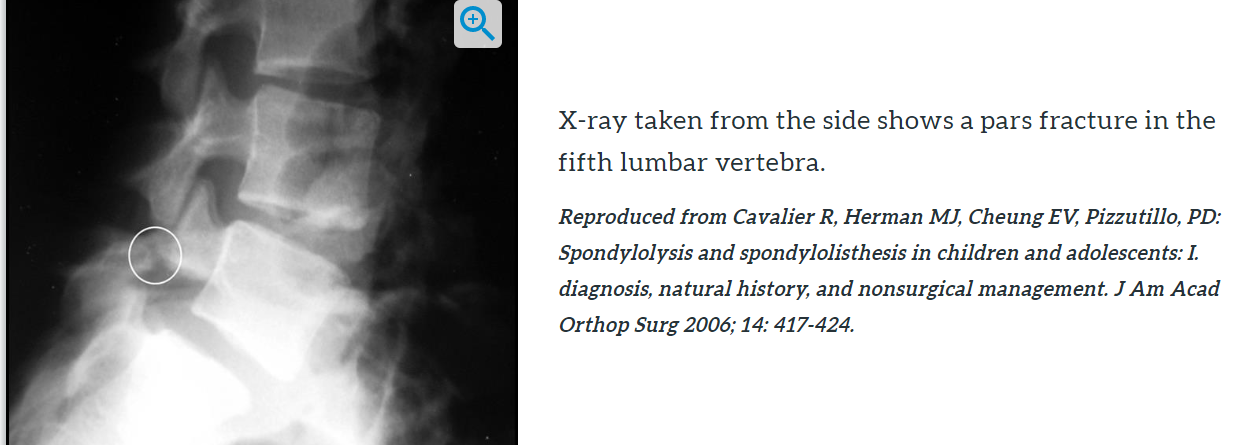 X-ray taken from the side shows a pars fracture in the
fifth lumbar vertebra.
Reproduced from Cavalier R, Herman MJ, Cheung EV, Pizzutillo, PD:
Spondylolysis and spondylolisthesis in children and adolescents: I.
diagnosis, natural history, and nonsurgical management. J Am Acad
Orthop Surg 2006; 14: 417-424.